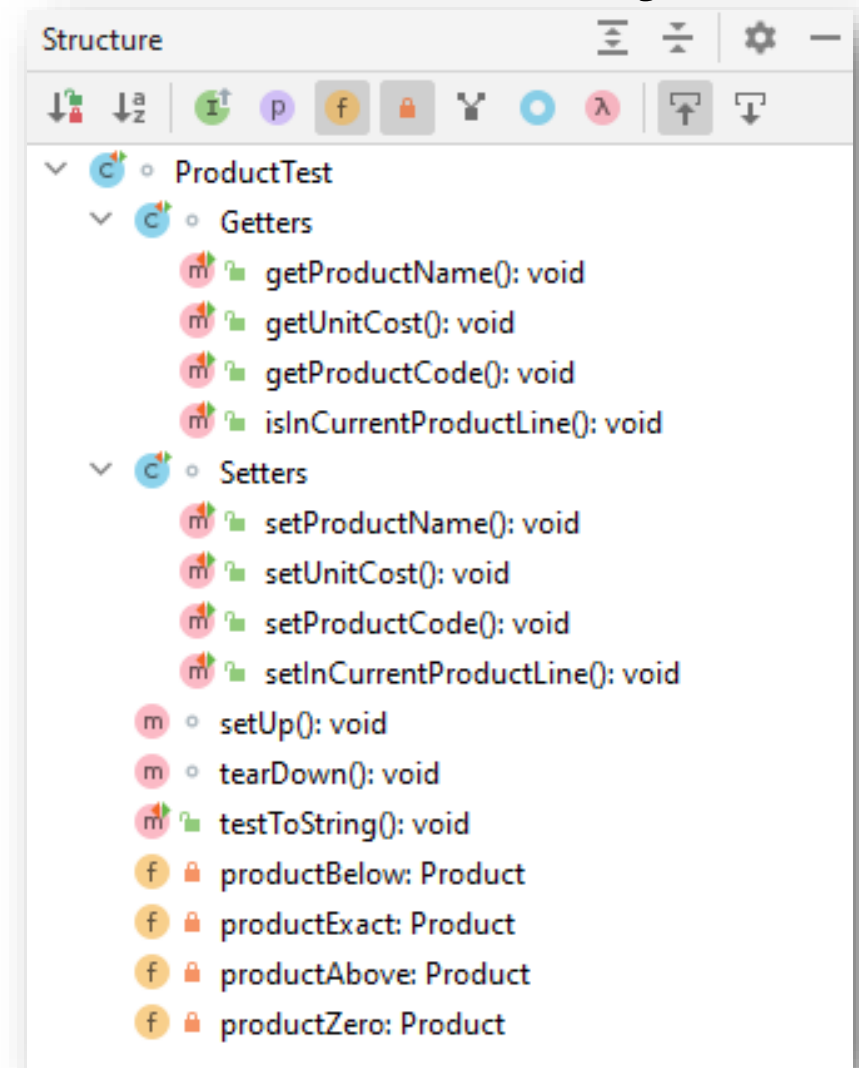 Structure
ProductTest
Getters
getProductName(): void
getUnitCost(): void
getProductCode(): void
isInCurrentProductLine(): void
Setters
setProductName(): void
setUnitCost(): void
setProductCode(): void
setInCurrentProductLine(): void
setUp(): void
tearDown(): void
testToString(): void
productBelow: Product
productExact: Product
productAbove: Product
productZero: Product